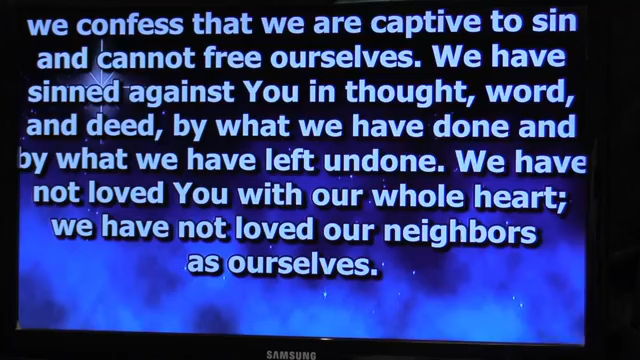 we confess that we are captive to sin
and cannot free ourselves. We have
sinned against You in thought, word,
and deed, by what we have done and
by what we have left undone. We have
not loved You with our whole heart;
we have not loved our neighbors
as ourselves.
SAMSUNG